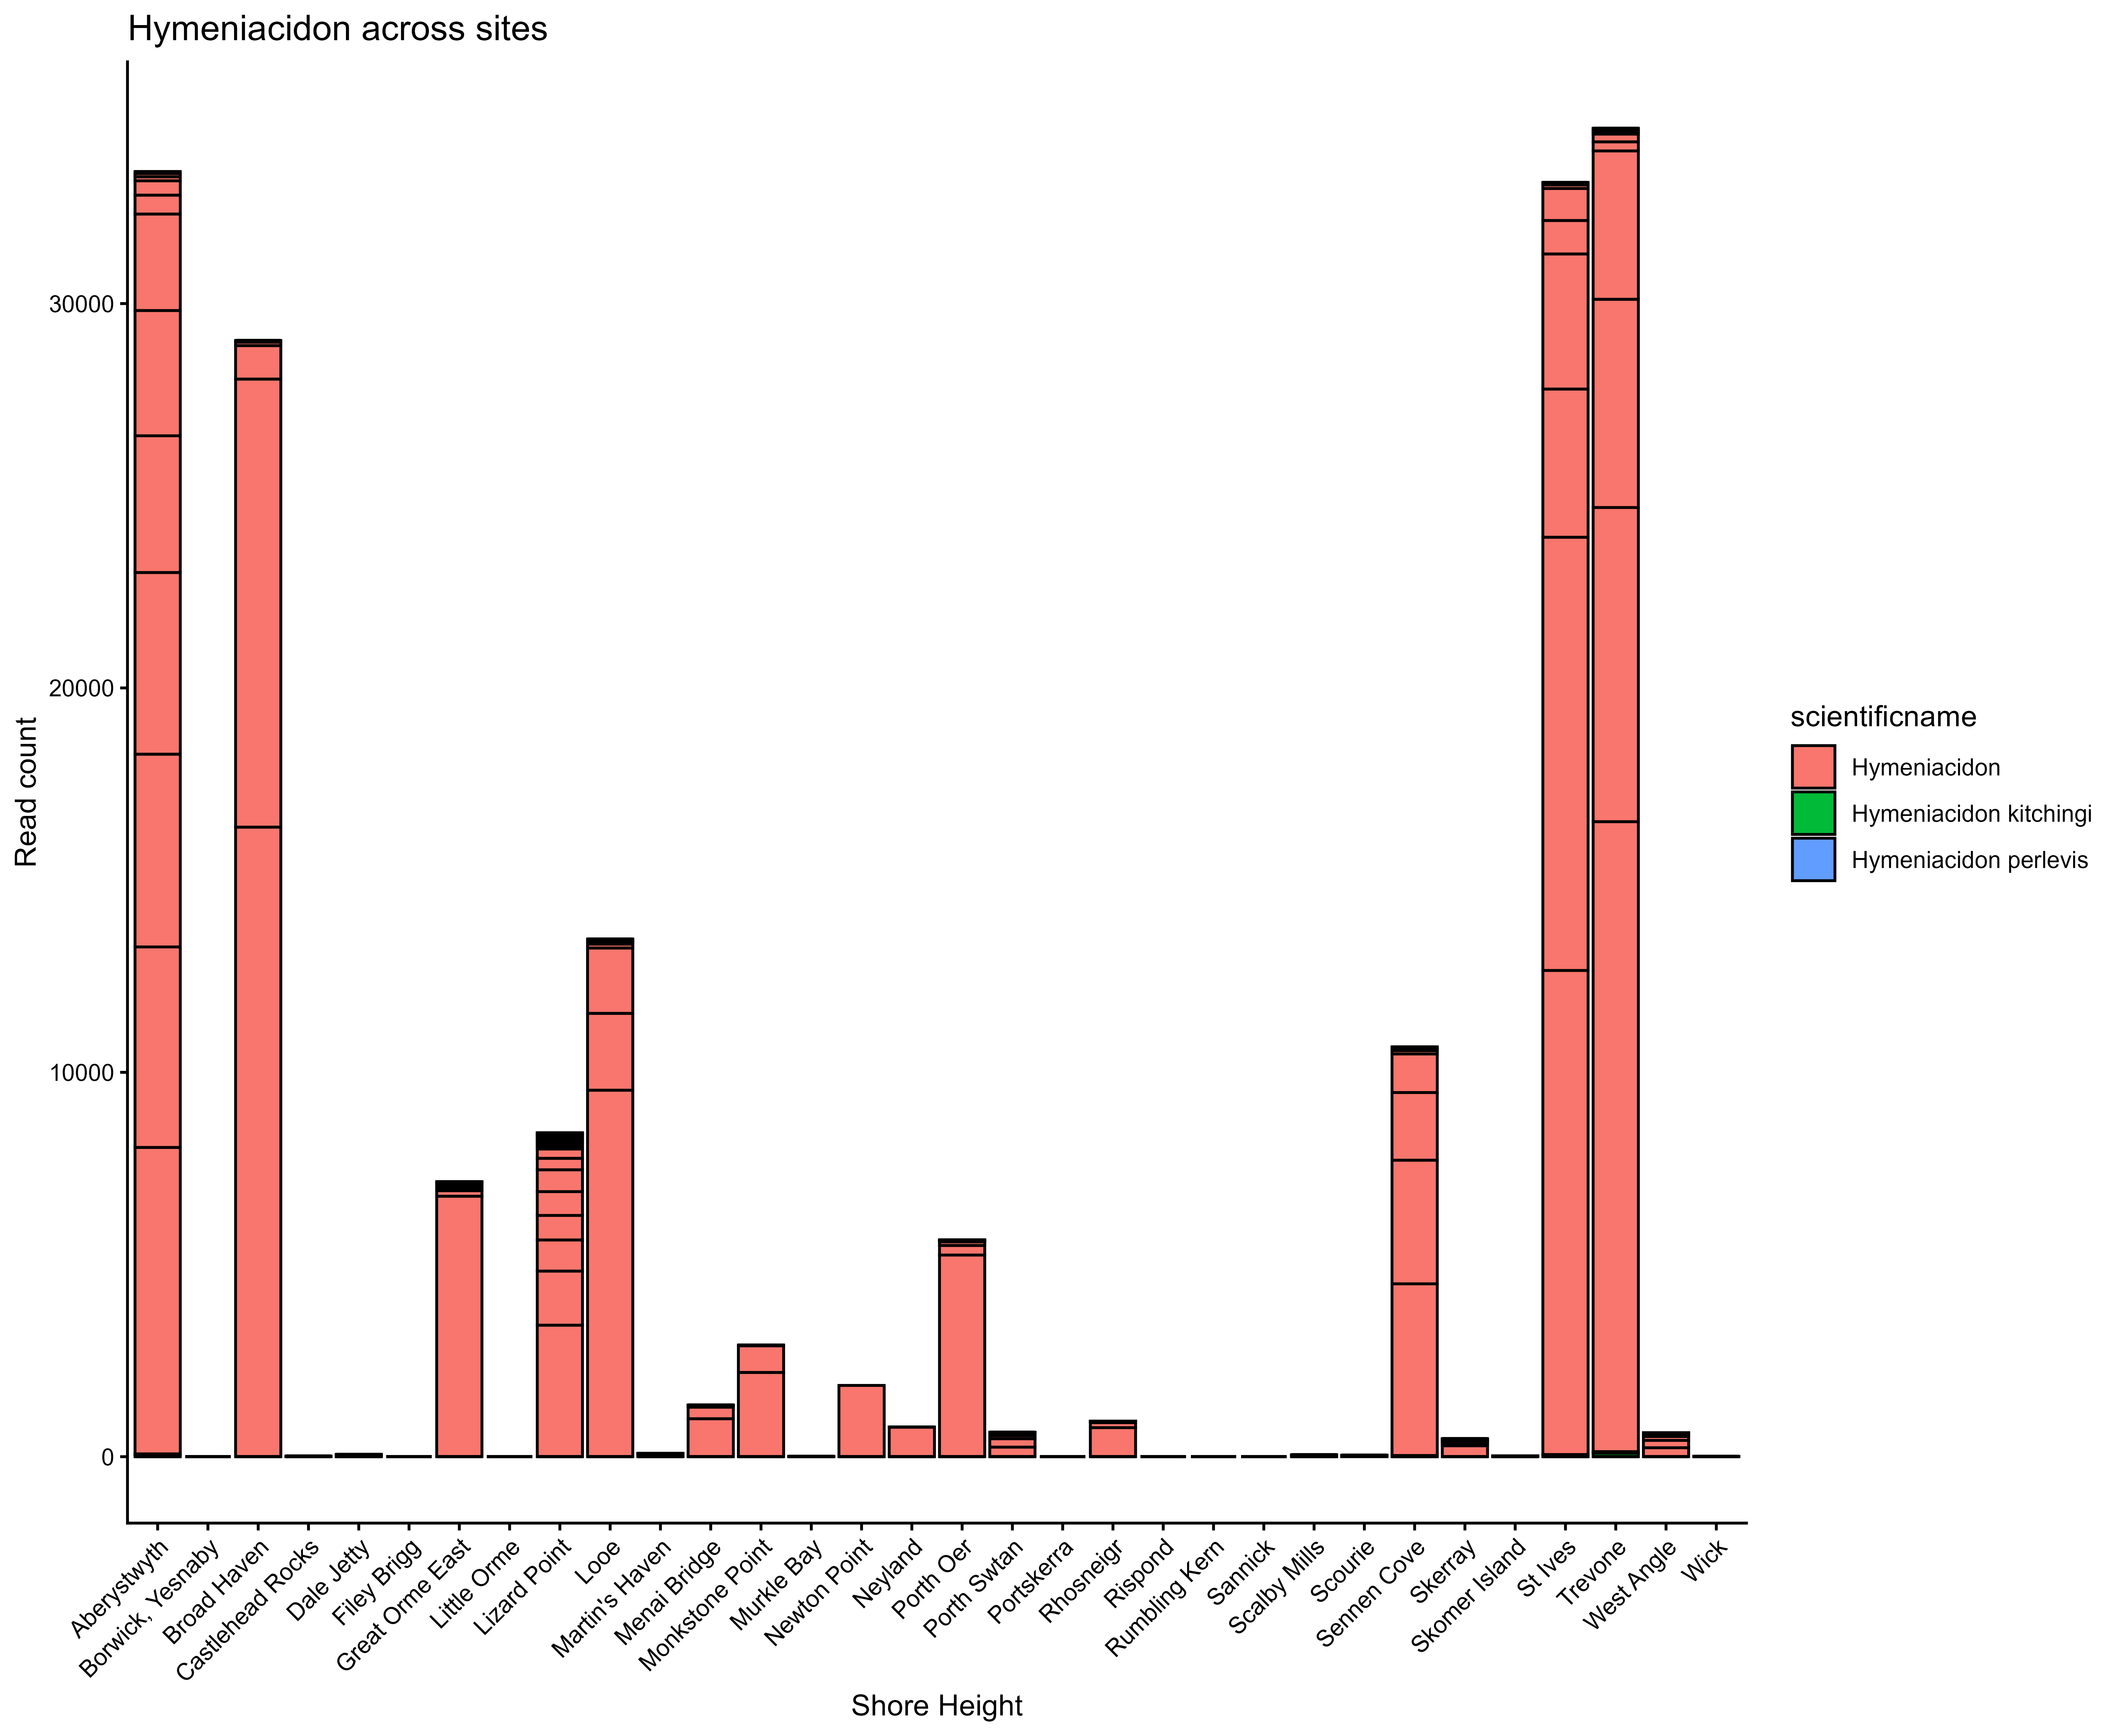 Hymeniacidon across sites
Read count
30000
20000
10000
0
Aberystwyth
Borwick, Yesnaby
Broad Haven
Castlehead Rocks
Dale Jetty
Filey Brigg
Great Orme East
Little Orme
Lizard Point
Looe
Martin's Haven
Menai Bridge
Monkstone Point
Murkle Bay
Newton Point
Neyland
Porth Oer
Porth Swtan
Portskerra
Rhosneigr
Rispond
Rumbling Kern
Sannick
Scalby Mills
Scourie
Sennen Cove
Skerray
Skomer Island
St Ives
Trevone
West Angle
Wick
Shore Height
scientificname
Hymeniacidon
Hymeniacidon kitchingi
Hymeniacidon perlevis